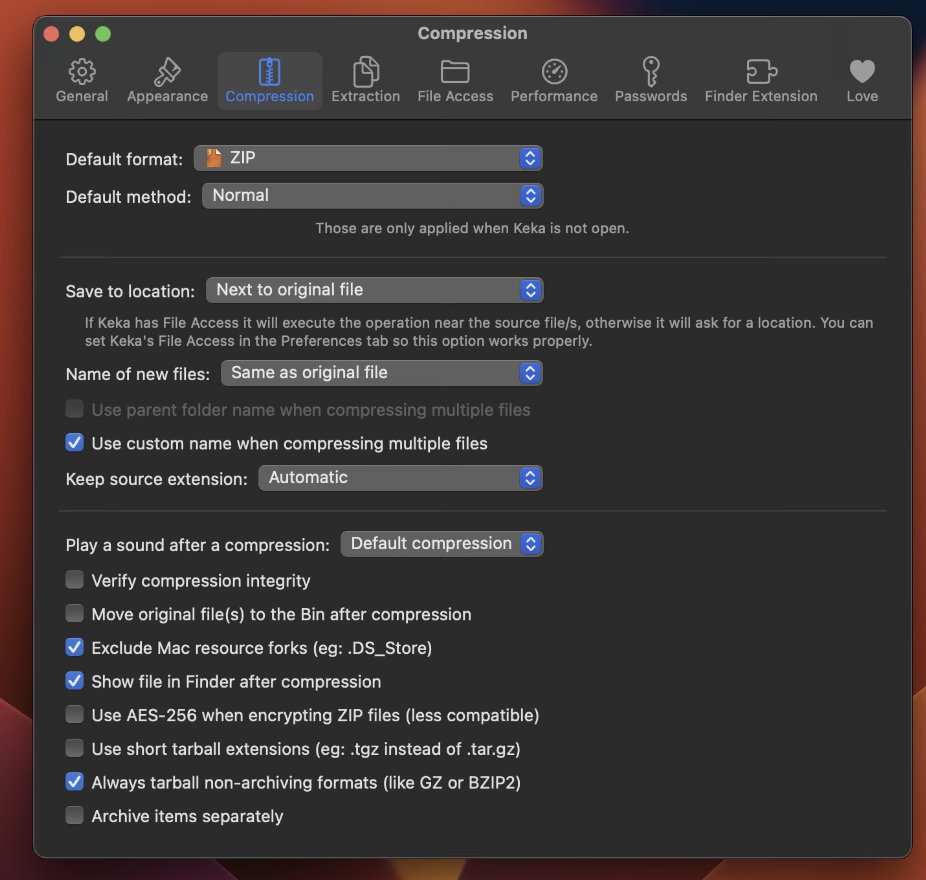 Compression
General Appearance Compression Extraction File Access Performance Passwords Finder Extension Love
Default format: ZIP
Default method: Normal
Those are only applied when Keka is not open.
Save to location: Next to original file
If Keka has File Access it will execute the operation near the source file/s, otherwise it will ask for a location. You can
set Keka's File Access in the Preferences tab so this option works properly.
Name of new files: Same as original file
Use parent folder name when compressing multiple files
Use custom name when compressing multiple files
Keep source extension: Automatic
Play a sound after a compression: Default compression
Verify compression integrity
Move original file(s) to the Bin after compression
Exclude Mac resource forks (eg: .DS_Store)
Show file in Finder after compression
Use AES-256 when encrypting ZIP files (less compatible)
Use short tarball extensions (eg: .tgz instead of .tar.gz)
Always tarball non-archiving formats (like GZ or BZIP2)
Archive items separately